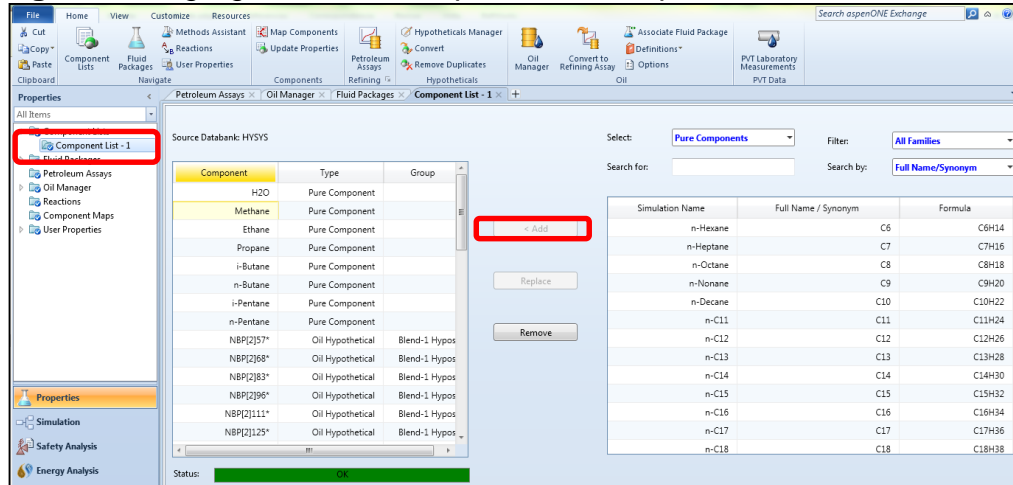 File Home View Customize Resources Search aspenONE Exchange
Cut Methods Assistant Map Components Hypotheticals Manager Associate Fluid Package
Copy Reactions Update Properties Convert Definitions
Paste Component Lists Fluid Packages User Properties Petroleum Assays Remove Duplicates Oil Manager Convert to Refining Assay Options PVT Laboratory Measurements
Clipboard Navigate Components Refining Hypotheticals Oil PVT Data
Properties < Petroleum Assays × Oil Manager × Fluid Packages × Component List - 1 × +
All Items
Component Lists
Component List - 1
Fluid Packages
Petroleum Assays
Oil Manager
Reactions
Component Maps
User Properties
Properties
Simulation
Safety Analysis
Energy Analysis
Source Databank: HYSYS
Component Type Group
H2O Pure Component
Methane Pure Component
Ethane Pure Component
Propane Pure Component
i-Butane Pure Component
n-Butane Pure Component
i-Pentane Pure Component
n-Pentane Pure Component
NBP[2]57* Oil Hypothetical Blend-1 Hypos
NBP[2]68* Oil Hypothetical Blend-1 Hypos
NBP[2]83* Oil Hypothetical Blend-1 Hypos
NBP[2]96* Oil Hypothetical Blend-1 Hypos
NBP[2]111* Oil Hypothetical Blend-1 Hypos
NBP[2]125* Oil Hypothetical Blend-1 Hypos
Status: OK
< Add
Replace
Remove
Select: Pure Components Filter: All Families
Search for: Search by: Full Name/Synonym
Simulation Name Full Name / Synonym Formula
n-Hexane C6 C6H14
n-Heptane C7 C7H16
n-Octane C8 C8H18
n-Nonane C9 C9H20
n-Decane C10 C10H22
n-C11 C11 C11H24
n-C12 C12 C12H26
n-C13 C13 C13H28
n-C14 C14 C14H30
n-C15 C15 C15H32
n-C16 C16 C16H34
n-C17 C17 C17H36
n-C18 C18 C18H38